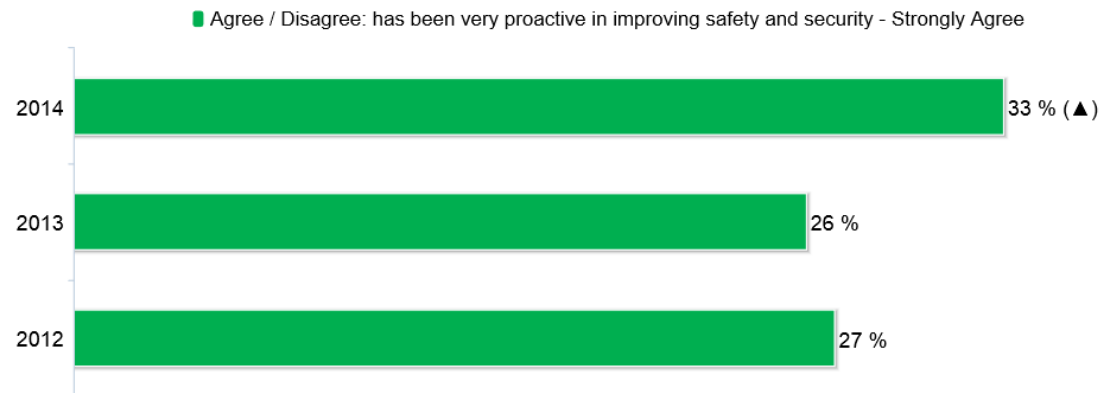 Agree / Disagree: has been very proactive in improving safety and security - Strongly Agree
2014 33 % (▲)
2013 26 %
2012 27 %